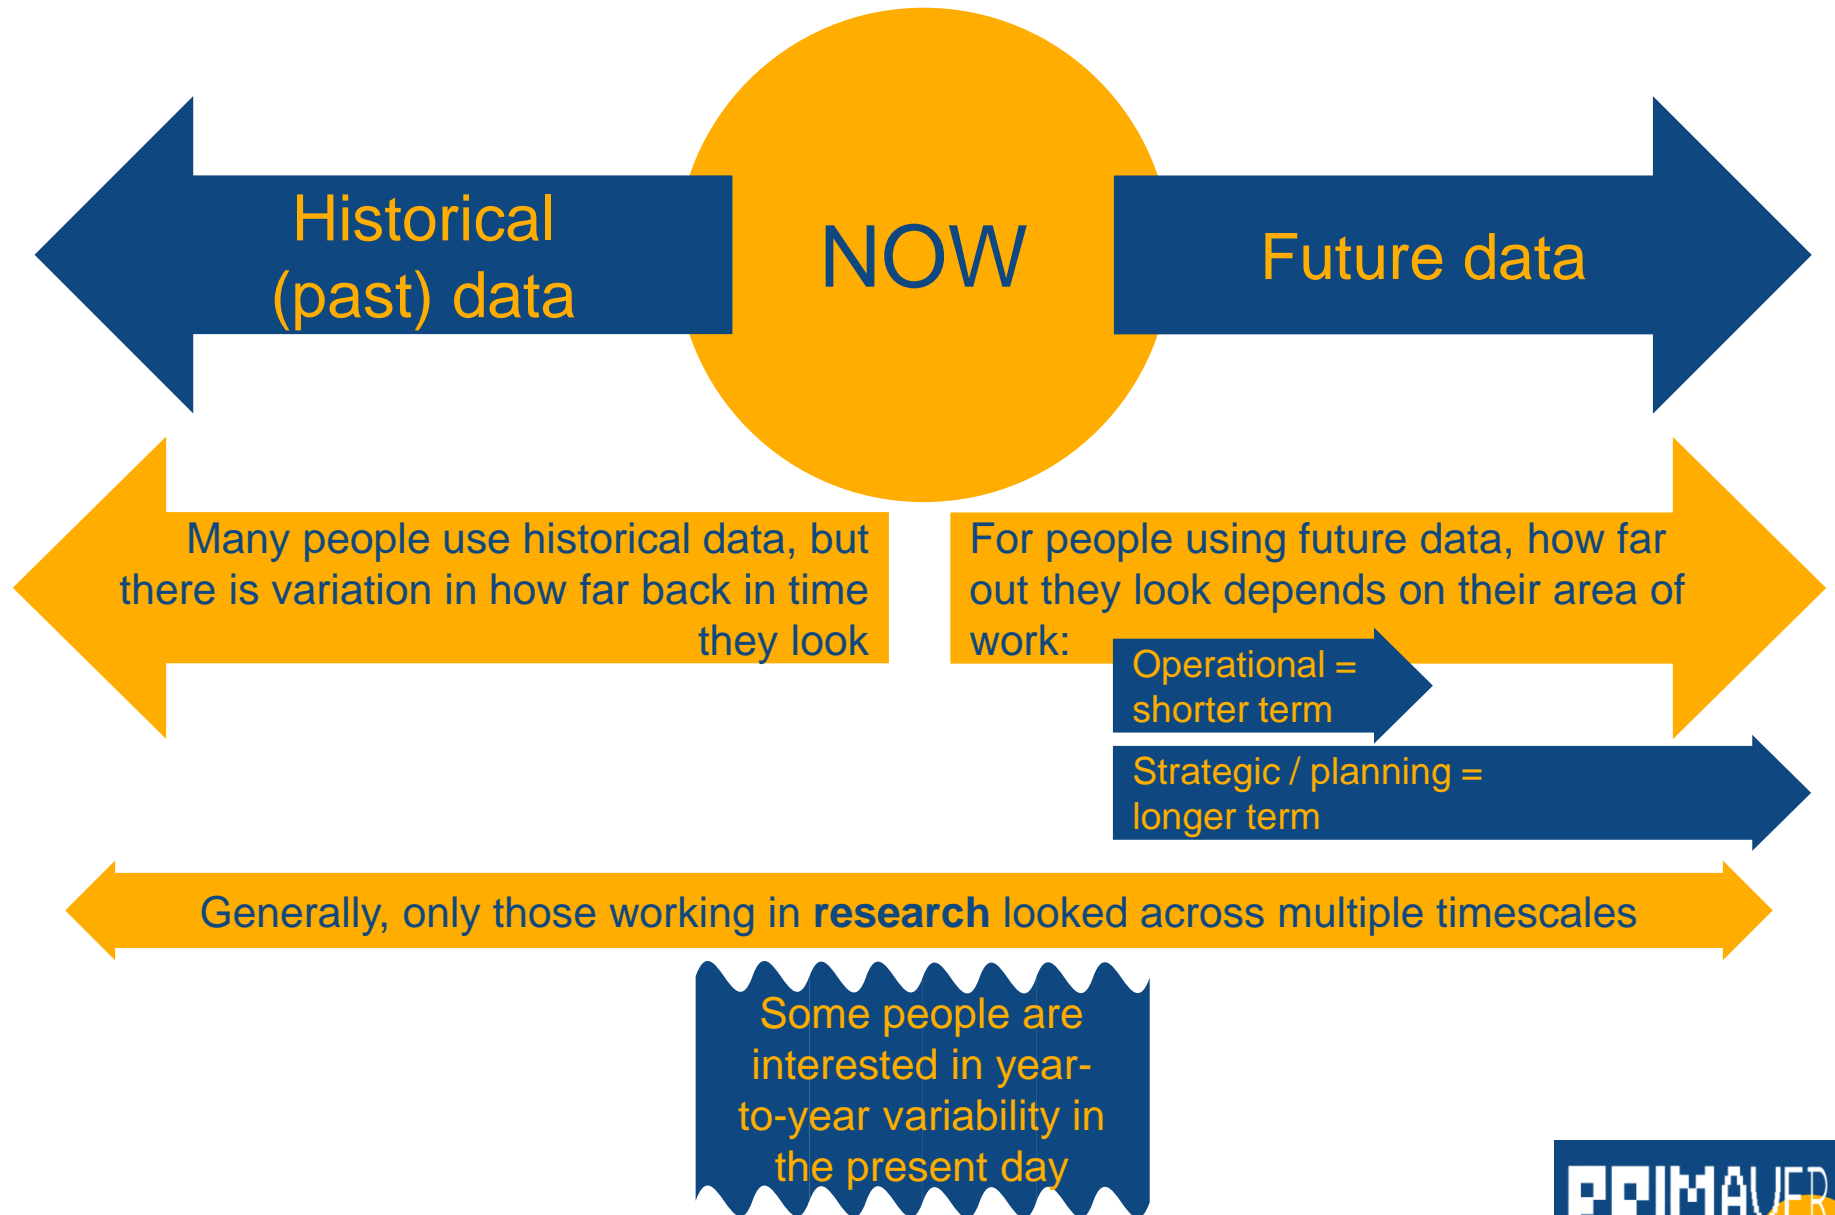 Historical
(past) data
NOW
Future data
Many people use historical data, but
there is variation in how far back in time
they look
For people using future data, how far
out they look depends on their area of
work:
Operational =
shorter term
Strategic / planning =
longer term
Generally, only those working in research looked across multiple timescales
Some people are
interested in year-
to-year variability in
the present day
PRIMAVER